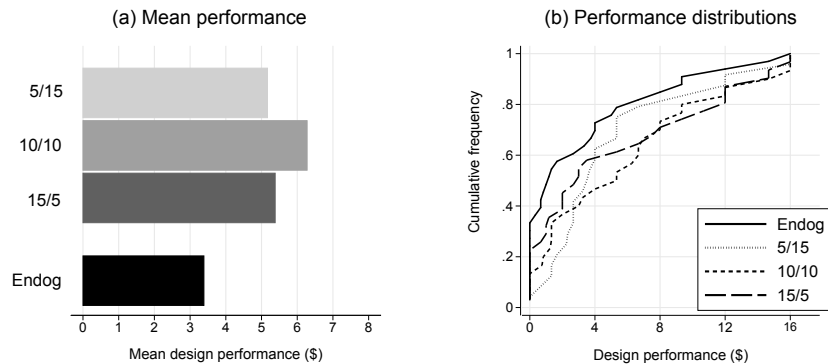 (a) Mean performance
5/15
10/10
15/5
Endog
0 1 2 3 4 5 6 7 8
Mean design performance ($)
(b) Performance distributions
Cumulative frequency
1
.8
.6
.4
.2
0
0 4 8 12 16
Design performance ($)
Endog
5/15
10/10
15/5